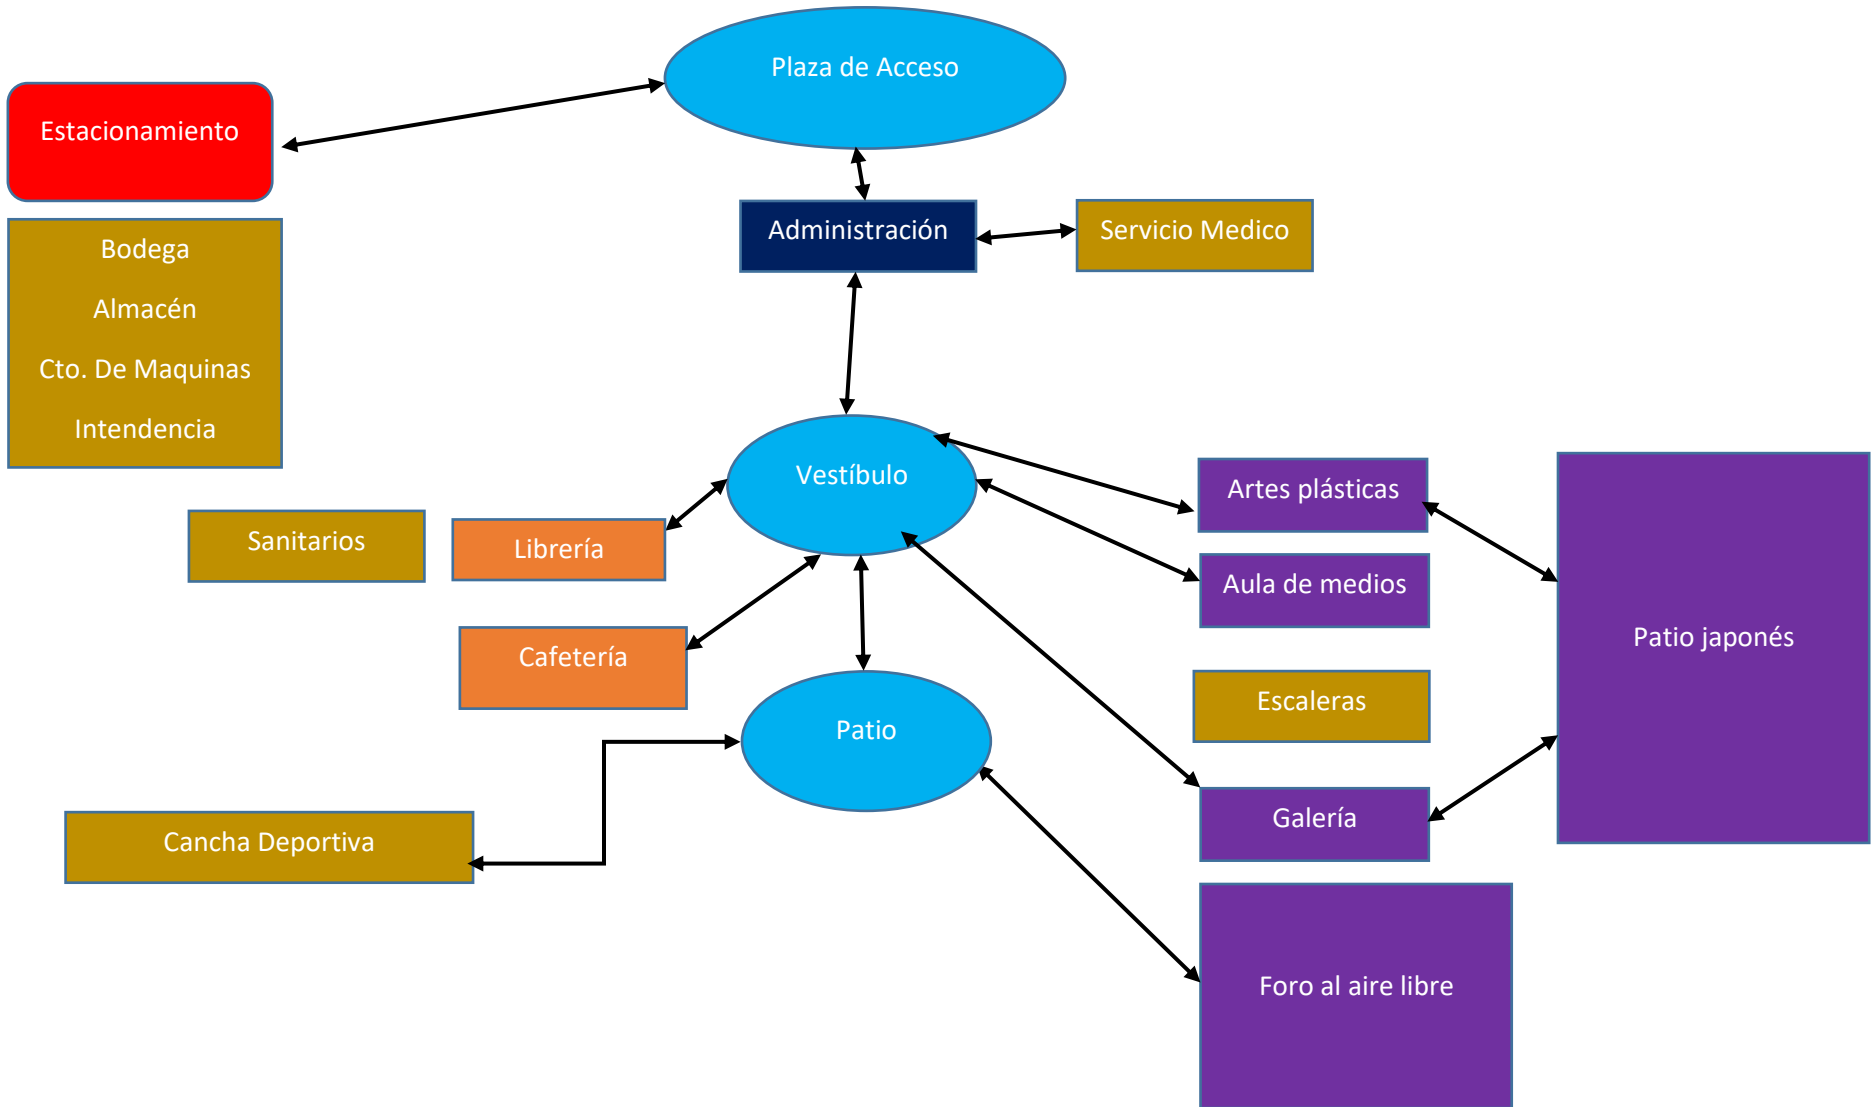 Plaza de Acceso
Estacionamiento
Administración
Servicio Medico
Bodega
Almacén
Cto. De Maquinas
Intendencia
Vestíbulo
Artes plásticas
Sanitarios
Librería
Aula de medios
Patio japonés
Cafetería
Escaleras
Patio
Galería
Cancha Deportiva
Foro al aire libre